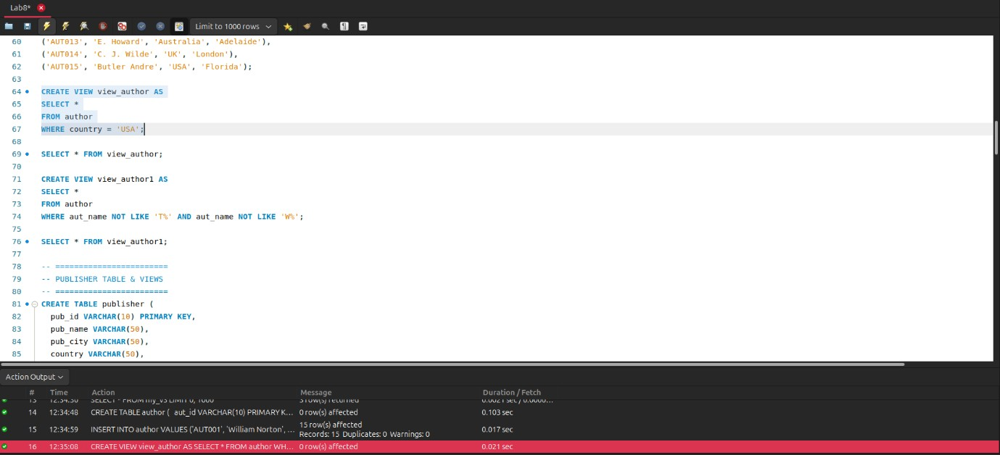 Lab8*
Limit to 1000 rows
60 ('AUT013', 'E. Howard', 'Australia', 'Adelaide'),
61 ('AUT014', 'C. J. Wilde', 'UK', 'London'),
62 ('AUT015', 'Butler Andre', 'USA', 'Florida');
63
64 CREATE VIEW view_author AS
65 SELECT *
66 FROM author
67 WHERE country = 'USA';
68
69 SELECT * FROM view_author;
70
71 CREATE VIEW view_author1 AS
72 SELECT *
73 FROM author
74 WHERE aut_name NOT LIKE 'T%' AND aut_name NOT LIKE 'W%';
75
76 SELECT * FROM view_author1;
77
78 -- ========================
79 -- PUBLISHER TABLE & VIEWS
80 -- ========================
81 CREATE TABLE publisher (
82 pub_id VARCHAR(10) PRIMARY KEY,
83 pub_name VARCHAR(50),
84 pub_city VARCHAR(50),
85 country VARCHAR(50),
Action Output
# Time Action Message Duration / Fetch
13 12:34:30 SELECT * FROM my_v3 LIMIT 0, 1000 3 row(s) returned 0.0021 sec / 0.0000...
14 12:34:48 CREATE TABLE author ( aut_id VARCHAR(10) PRIMARY K... 0 row(s) affected 0.103 sec
15 12:34:59 INSERT INTO author VALUES ('AUT001', 'William Norton', ... 15 row(s) affected 0.017 sec
Records: 15 Duplicates: 0 Warnings: 0
16 12:35:08 CREATE VIEW view_author AS SELECT * FROM author WH... 0 row(s) affected 0.021 sec